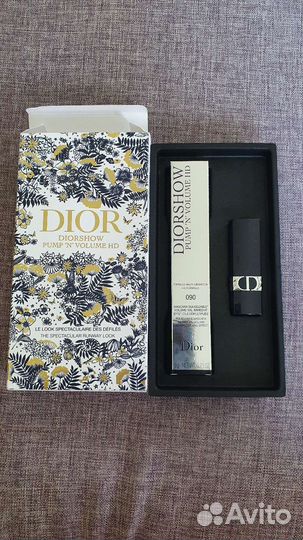 DIOR
DIORSHOW
PUMP 'N' VOLUME HD
LE LOOK SPECTACULAIRE DES DÉFILÉS
THE SPECTACULAR RUNWAY LOOK
DIORSHOW
PUMP 'N' VOLUME HD
090
Dior
CD
Avito